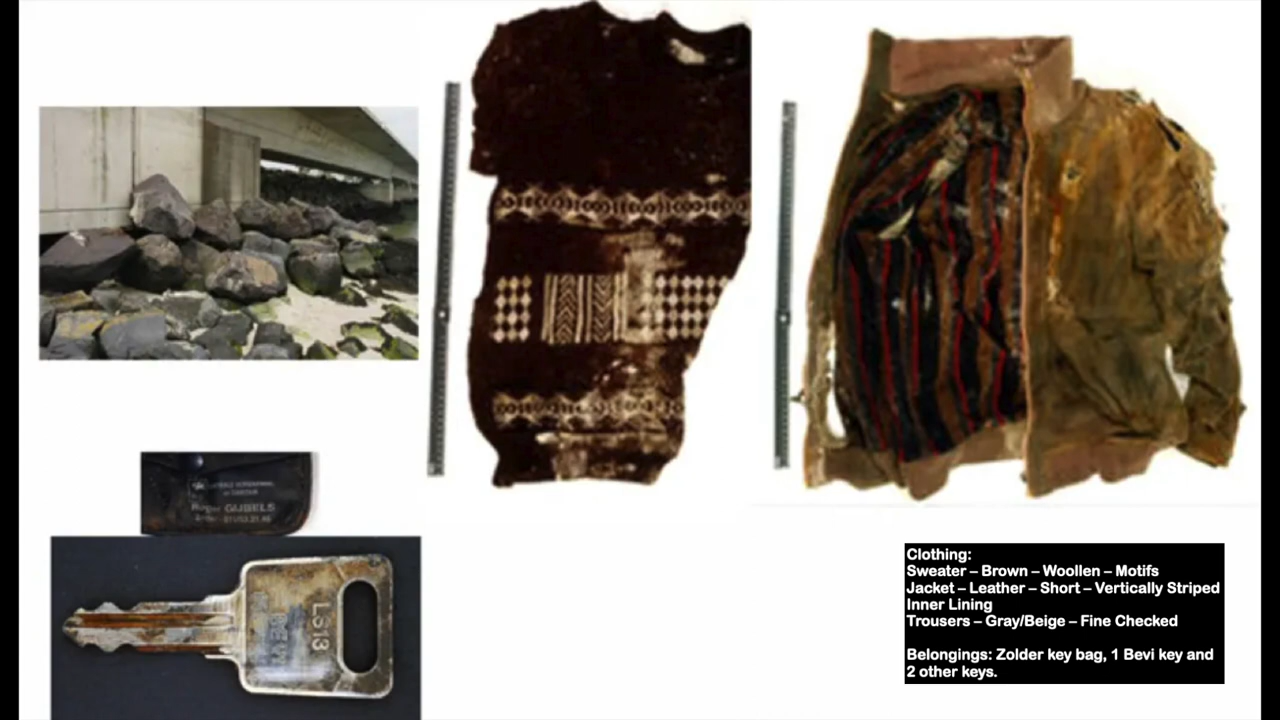 Roger GIJBELS
LS13
BEVI
Clothing:
Sweater – Brown – Woollen – Motifs
Jacket – Leather – Short – Vertically Striped
Inner Lining
Trousers – Gray/Beige – Fine Checked
Belongings: Zolder key bag, 1 Bevi key and
2 other keys.